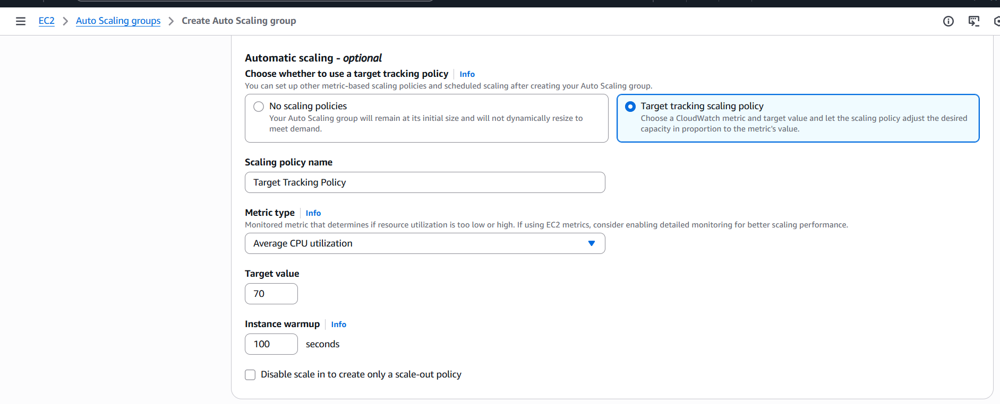 EC2 > Auto Scaling groups > Create Auto Scaling group
Automatic scaling - optional
Choose whether to use a target tracking policy Info
You can set up other metric-based scaling policies and scheduled scaling after creating your Auto Scaling group.
No scaling policies
Your Auto Scaling group will remain at its initial size and will not dynamically resize to
meet demand.
Target tracking scaling policy
Choose a CloudWatch metric and target value and let the scaling policy adjust the desired
capacity in proportion to the metric's value.
Scaling policy name
Target Tracking Policy
Metric type Info
Monitored metric that determines if resource utilization is too low or high. If using EC2 metrics, consider enabling detailed monitoring for better scaling performance.
Average CPU utilization
Target value
70
Instance warmup Info
100 seconds
Disable scale in to create only a scale-out policy